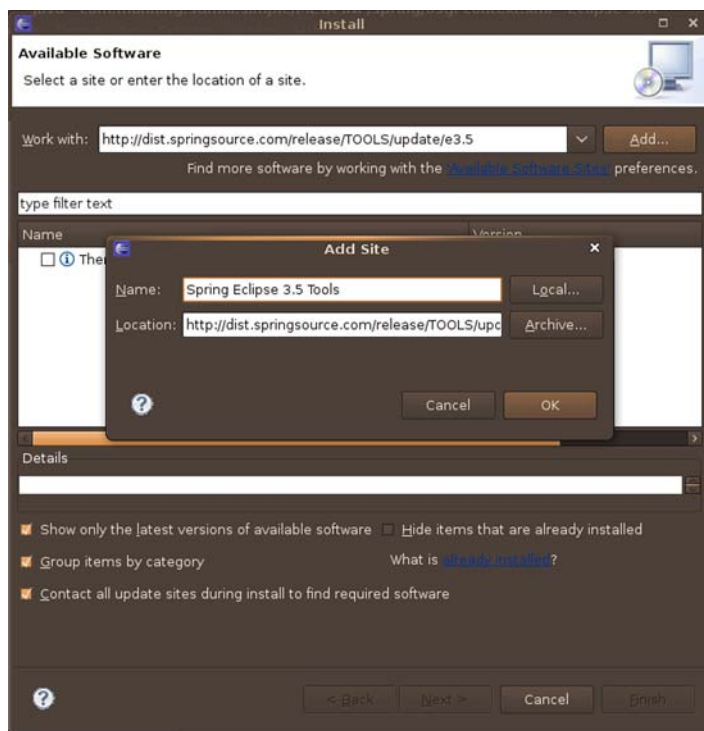 Install
Available Software
Select a site or enter the location of a site.
Work with: http://dist.springsource.com/release/TOOLS/update/e3.5 Add...
Find more software by working with the 'Available Software Sites' preferences.
type filter text
Name Version
Add Site
Name: Spring Eclipse 3.5 Tools Local...
Location: http://dist.springsource.com/release/TOOLS/upd Archive...
Cancel OK
Details
Show only the latest versions of available software Hide items that are already installed
Group items by category What is already installed?
Contact all update sites during install to find required software
< Back Next > Cancel Finish